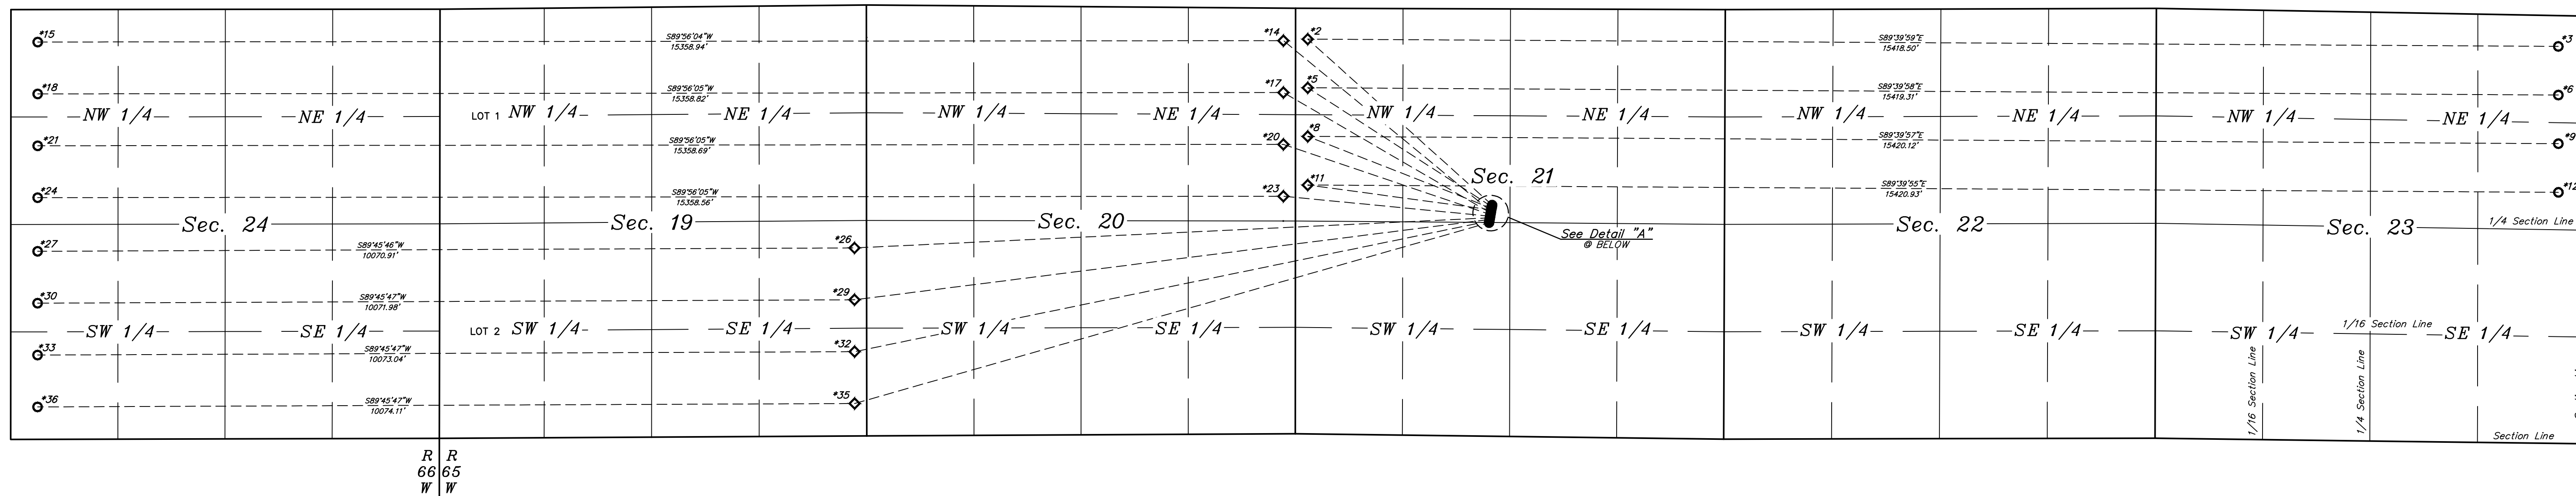 *15
S89°56'04"W
15358.94'
*14
*2
S89°39'59"E
15418.50'
*3
*18
S89°56'05"W
15358.82'
*17
*5
S89°39'58"E
15419.31'
*6
NW 1/4
NE 1/4
LOT 1
NW 1/4
NE 1/4
NW 1/4
NE 1/4
NW 1/4
NE 1/4
NW 1/4
NE 1/4
NW 1/4
NE 1/4
*21
S89°56'05"W
15358.69'
*20
*8
S89°39'57"E
15420.12'
*9
*24
S89°56'05"W
15358.56'
*23
*11
Sec. 21
S89°39'55"E
15420.93'
*12
Sec. 24
Sec. 19
Sec. 20
Sec. 22
Sec. 23
1/4 Section Line
See Detail "A"
@ BELOW
*27
S89°45'46"W
10070.91'
*26
*30
S89°45'47"W
10071.98'
*29
SW 1/4
SE 1/4
LOT 2
SW 1/4
SE 1/4
SW 1/4
SE 1/4
SW 1/4
SE 1/4
SW 1/4
SE 1/4
SW 1/4
1/16 Section Line
SE 1/4
*33
S89°45'47"W
10073.04'
*32
*36
S89°45'47"W
10074.11'
*35
1/16 Section Line
1/4 Section Line
Section Line
R R
66 65
W W